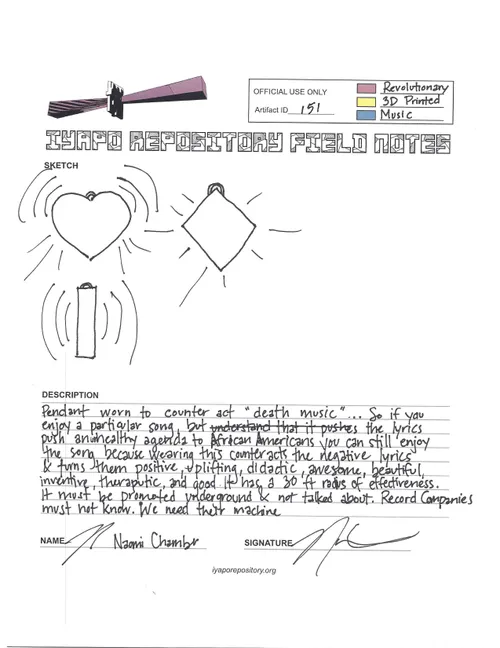 OFFICIAL USE ONLY
Artifact ID 151
Revolutionary
3D Printed
Music
IYAPO REPOSITORY FIELD NOTES
SKETCH
DESCRIPTION
Pendant worn to counter act "death music"... So if you
enjoy a particular song, but understand that it pushes the lyrics
push an unhealthy agenda to African Americans you can still enjoy
the song because wearing this counteracts the negative lyrics
& turns them positive, uplifting, didactic, awesome, beautiful,
inventive, theraputic, and good. It has a 30 ft radius of effectiveness.
It must be promoted underground & not talked about. Record Companies
must not know. We need their machine
NAME Naomi Chamber
SIGNATURE
iyaporepository.org